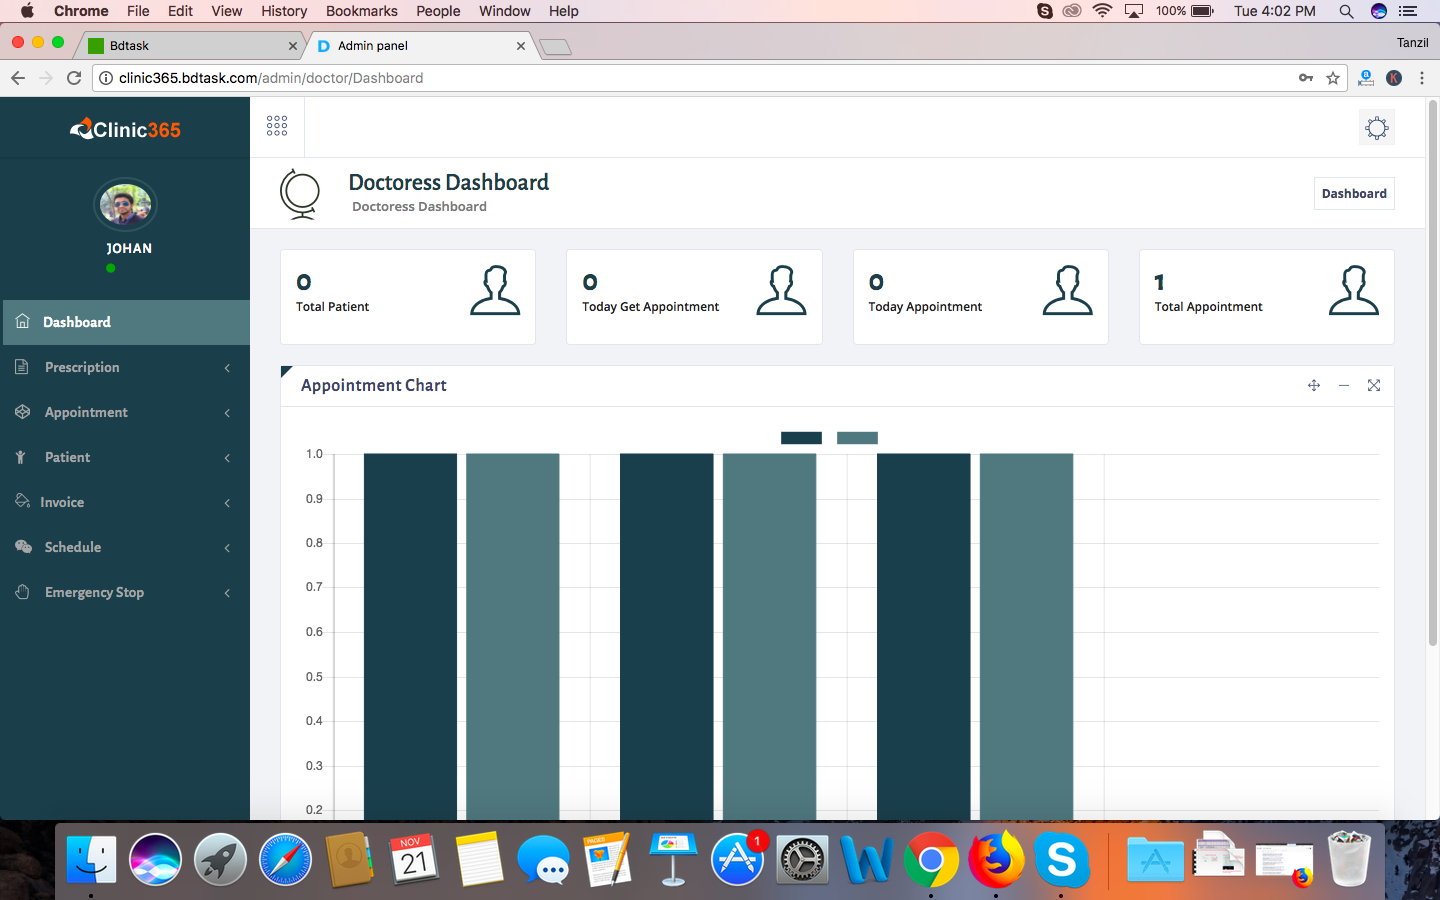 Chrome File Edit View History Bookmarks People Window Help 100% Tue 4:02 PM
Bdtask Admin panel Tanzil
clinic365.bdtask.com/admin/doctor/Dashboard
Clinic365
JOHAN
Dashboard
Prescription
Appointment
Patient
Invoice
Schedule
Emergency Stop
Doctoress Dashboard
Doctoress Dashboard
Dashboard
0
Total Patient
0
Today Get Appointment
0
Today Appointment
1
Total Appointment
Appointment Chart
1.0
0.9
0.8
0.7
0.6
0.5
0.4
0.3
0.2
NOV
21
PAGES
1